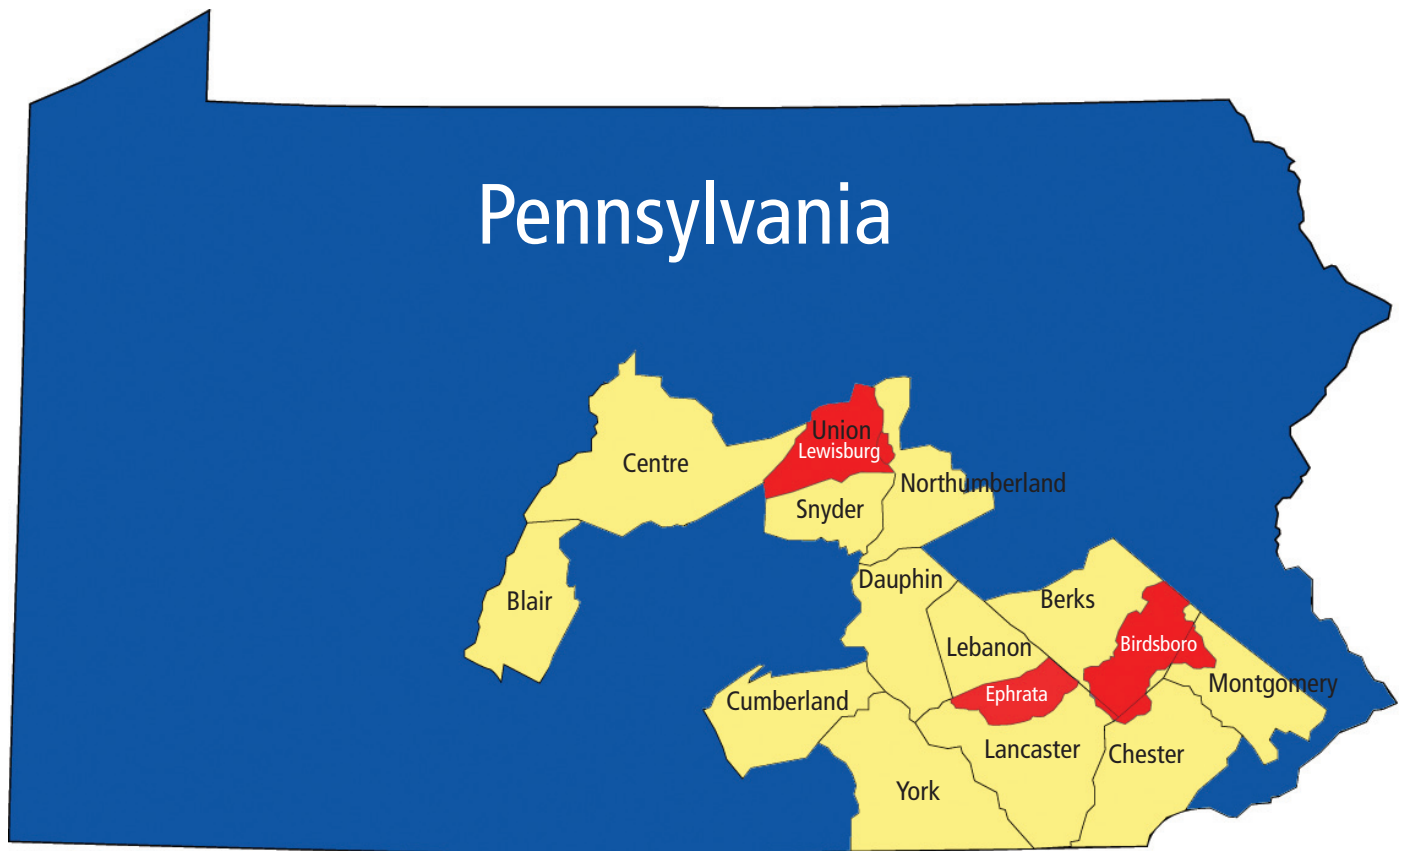 Pennsylvania
Union
Lewisburg
Centre
Northumberland
Snyder
Dauphin
Berks
Blair
Birdsboro
Lebanon
Ephrata
Montgomery
Cumberland
Lancaster
Chester
York